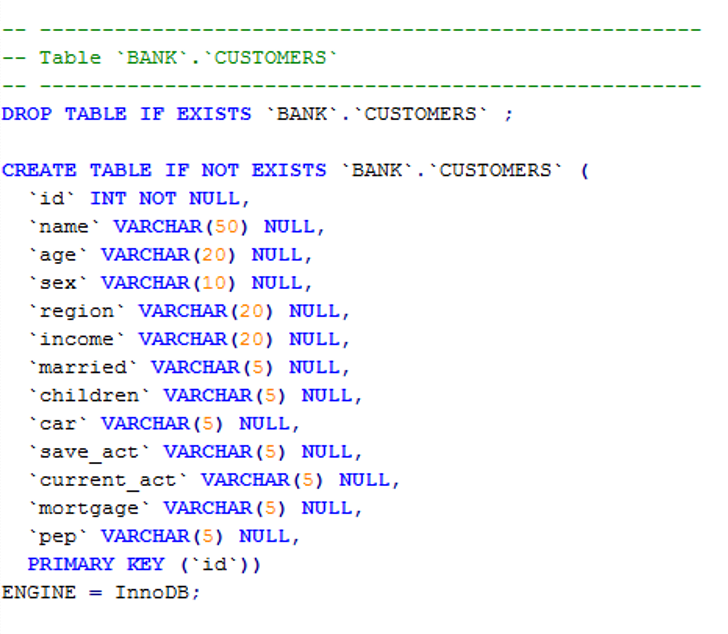 -- -----------------------------------------------------
-- Table `BANK`.`CUSTOMERS`
-- -----------------------------------------------------
DROP TABLE IF EXISTS `BANK`.`CUSTOMERS` ;
CREATE TABLE IF NOT EXISTS `BANK`.`CUSTOMERS` (
  `id` INT NOT NULL,
  `name` VARCHAR(50) NULL,
  `age` VARCHAR(20) NULL,
  `sex` VARCHAR(10) NULL,
  `region` VARCHAR(20) NULL,
  `income` VARCHAR(20) NULL,
  `married` VARCHAR(5) NULL,
  `children` VARCHAR(5) NULL,
  `car` VARCHAR(5) NULL,
  `save_act` VARCHAR(5) NULL,
  `current_act` VARCHAR(5) NULL,
  `mortgage` VARCHAR(5) NULL,
  `pep` VARCHAR(5) NULL,
  PRIMARY KEY (`id`))
ENGINE = InnoDB;